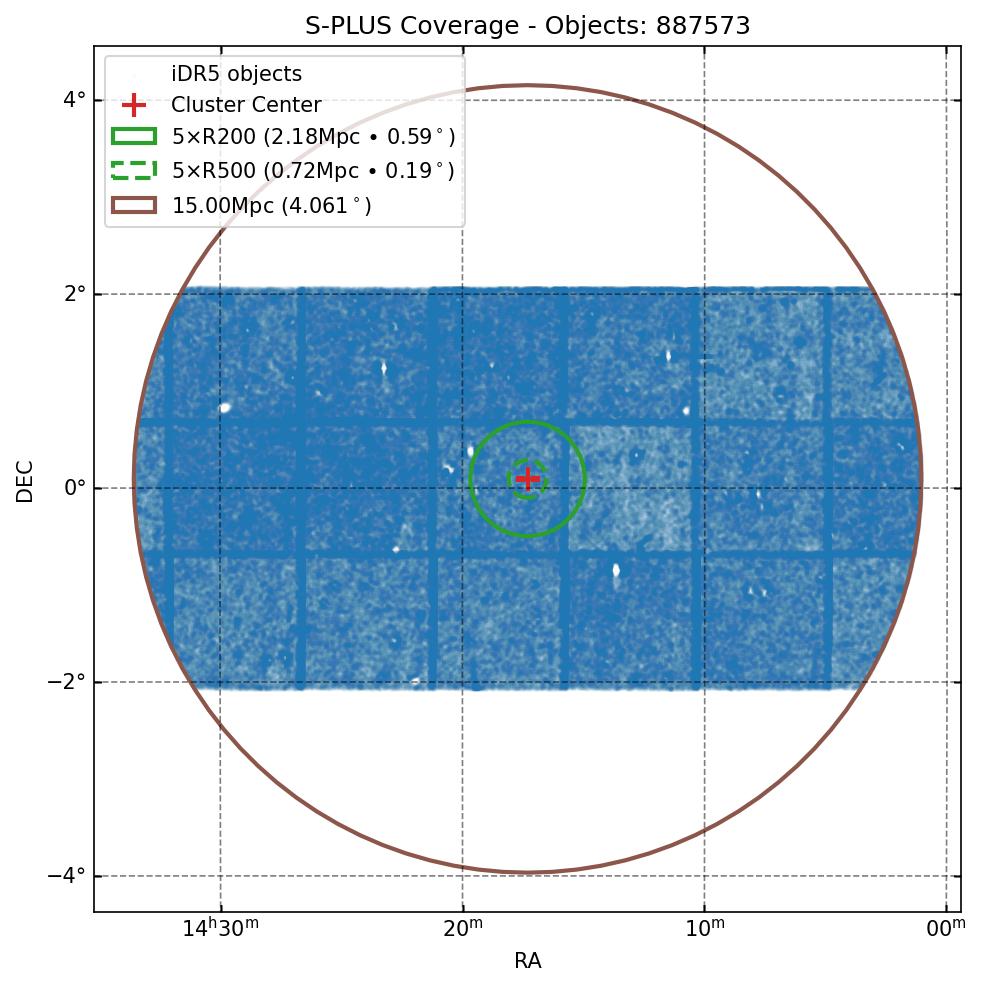 S-PLUS Coverage - Objects: 887573
iDR5 objects
Cluster Center
5×R200 (2.18Mpc • 0.59°)
5×R500 (0.72Mpc • 0.19°)
15.00Mpc (4.061°)
4°
2°
0°
−2°
−4°
DEC
14ʰ30ᵐ 20ᵐ 10ᵐ 00ᵐ
RA